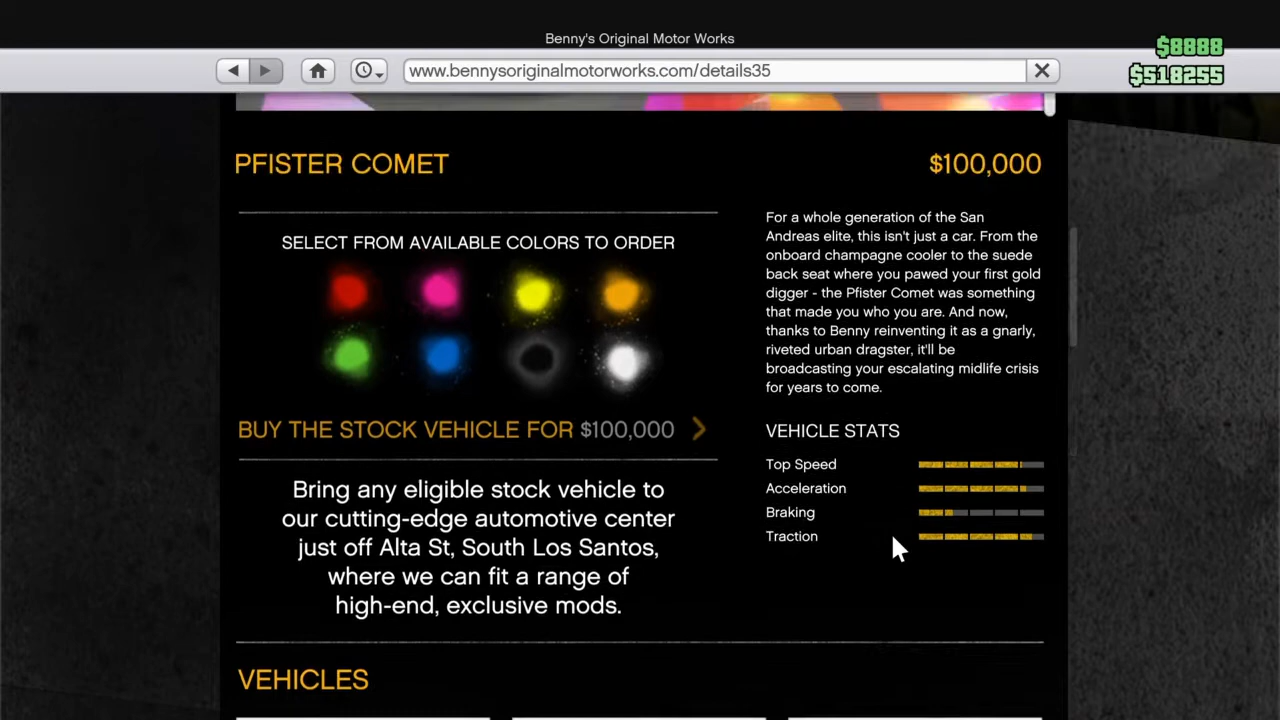 Benny's Original Motor Works
www.bennysoriginalmotorworks.com/details35
$8888
$518255
PFISTER COMET
$100,000
SELECT FROM AVAILABLE COLORS TO ORDER
BUY THE STOCK VEHICLE FOR $100,000
Bring any eligible stock vehicle to
our cutting-edge automotive center
just off Alta St, South Los Santos,
where we can fit a range of
high-end, exclusive mods.
For a whole generation of the San
Andreas elite, this isn't just a car. From the
onboard champagne cooler to the suede
back seat where you pawed your first gold
digger - the Pfister Comet was something
that made you who you are. And now,
thanks to Benny reinventing it as a gnarly,
riveted urban dragster, it'll be
broadcasting your escalating midlife crisis
for years to come.
VEHICLE STATS
Top Speed
Acceleration
Braking
Traction
VEHICLES